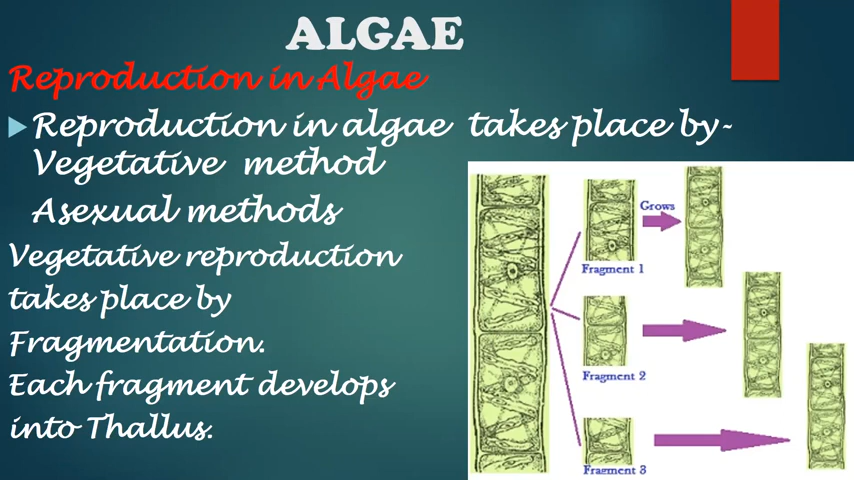 ALGAE
Reproduction in Algae
Reproduction in algae takes place by-
Vegetative method
Asexual methods
Vegetative reproduction
takes place by
Fragmentation.
Each fragment develops
into Thallus.
Grows
Fragment 1
Fragment 2
Fragment 3